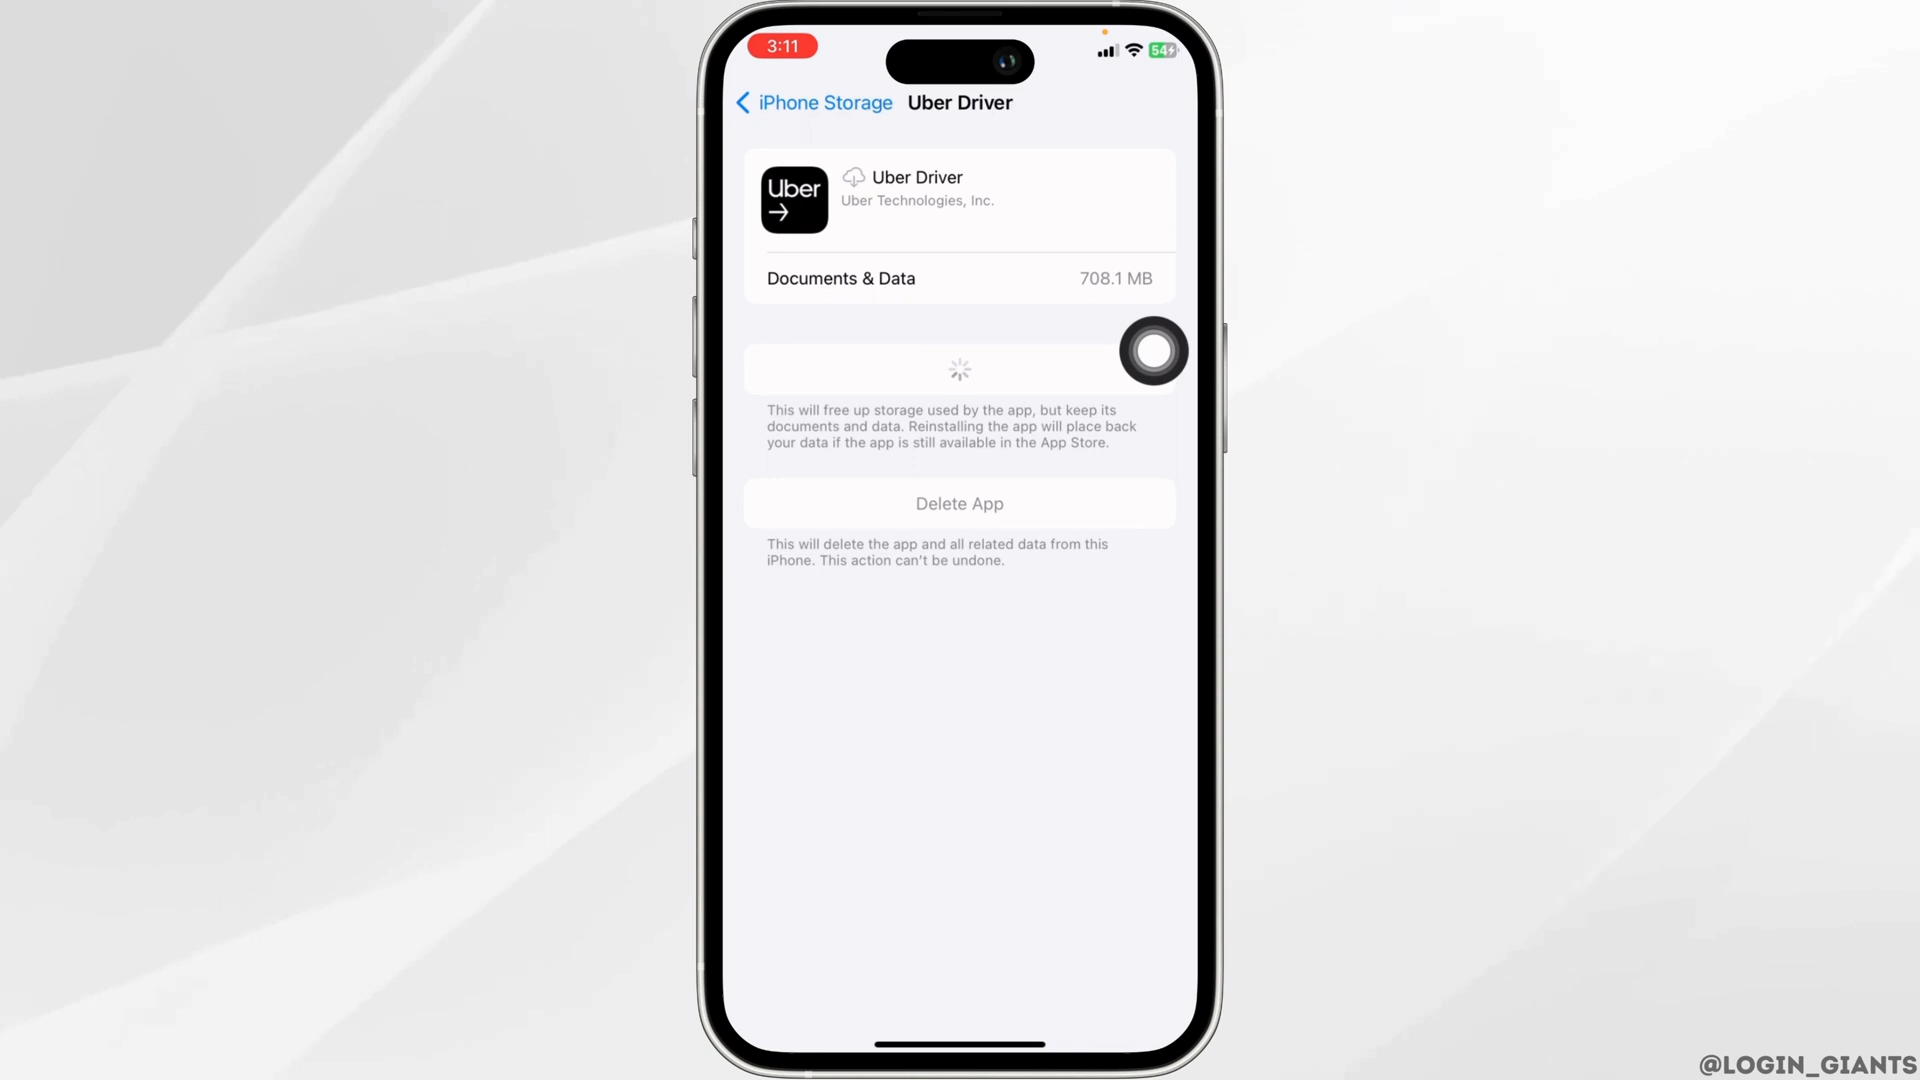 3:11
54
iPhone Storage Uber Driver
Uber
Uber Driver
Uber Technologies, Inc.
Documents & Data 708.1 MB
This will free up storage used by the app, but keep its
documents and data. Reinstalling the app will place back
your data if the app is still available in the App Store.
Delete App
This will delete the app and all related data from this
iPhone. This action can't be undone.
@LOGIN_GIANTS